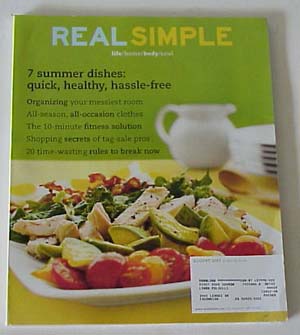 REAL SIMPLE
life/home/body/soul
7 summer dishes:
quick, healthy, hassle-free
Organizing your messiest room
All-season, all-occasion clothes
The 10-minute fitness solution
Shopping secrets of tag-sale pros
20 time-wasting rules to break now